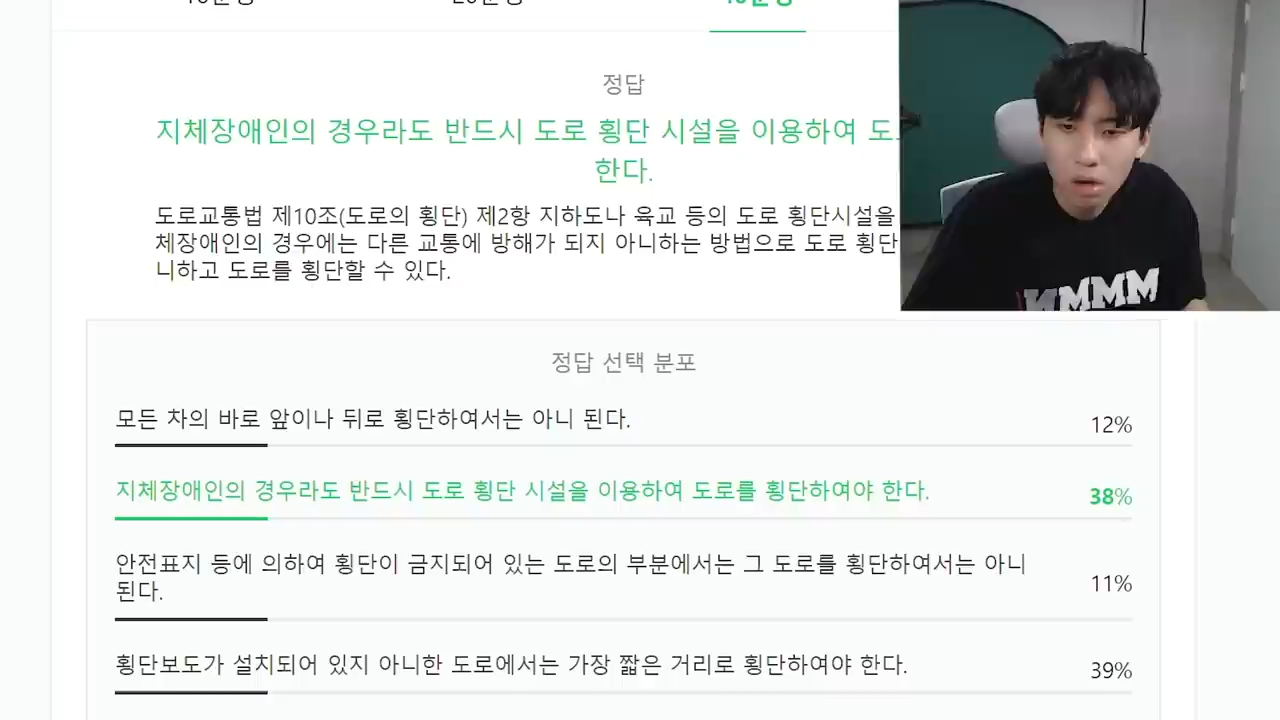 정답
지체장애인의 경우라도 반드시 도로 횡단 시설을 이용하여
한다.
도로교통법 제10조(도로의 횡단) 제2항 지하도나 육교 등의 도로 횡단시설을
체장애인의 경우에는 다른 교통에 방해가 되지 아니하는 방법으로 도로 횡단
니하고 도로를 횡단할 수 있다.
정답 선택 분포
모든 차의 바로 앞이나 뒤로 횡단하여서는 아니 된다.
12%
지체장애인의 경우라도 반드시 도로 횡단 시설을 이용하여 도로를 횡단하여야 한다.
38%
안전표지 등에 의하여 횡단이 금지되어 있는 도로의 부분에서는 그 도로를 횡단하여서는 아니
된다.
11%
횡단보도가 설치되어 있지 아니한 도로에서는 가장 짧은 거리로 횡단하여야 한다.
39%